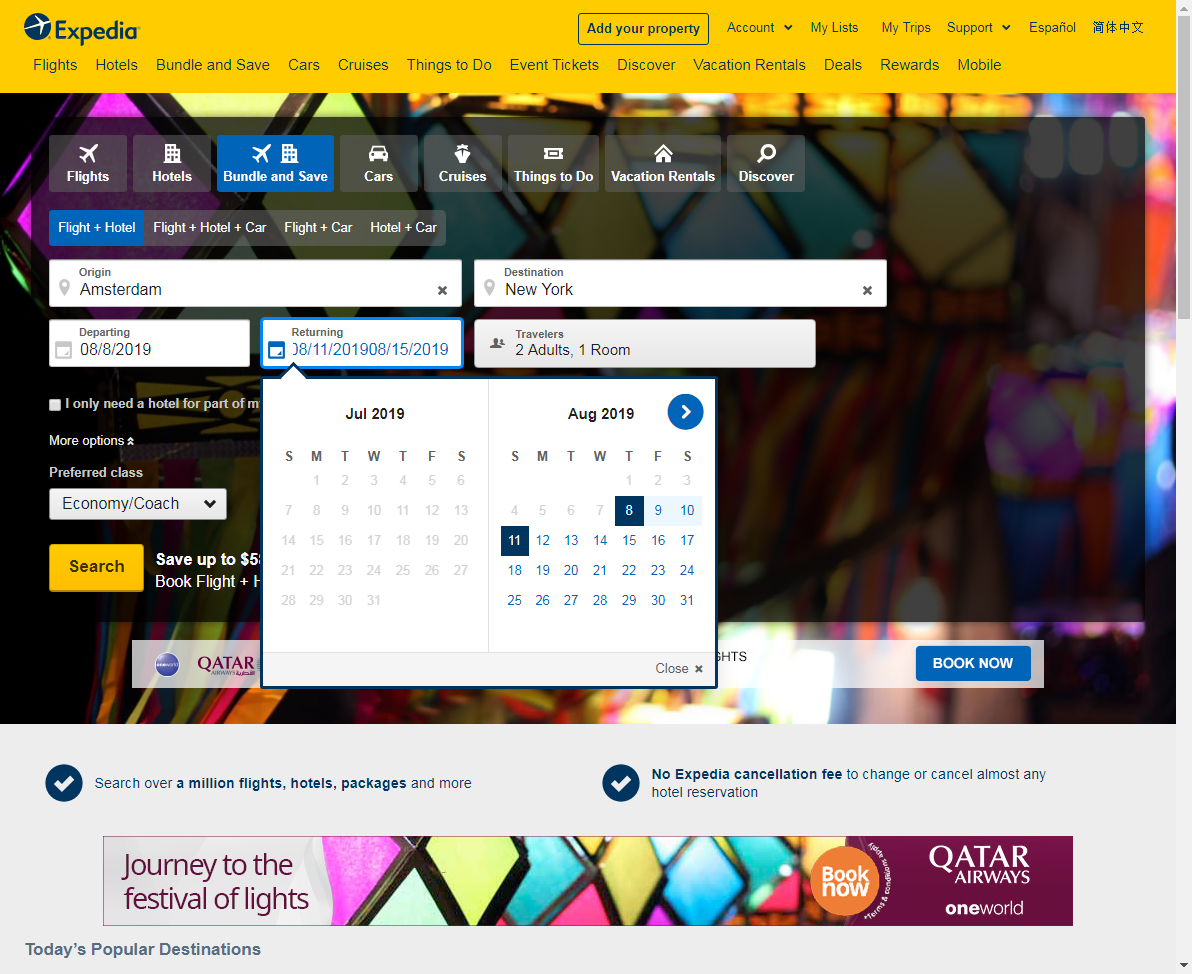 Expedia
Add your property
Account
My Lists
My Trips
Support
Español
简体中文
Flights
Hotels
Bundle and Save
Cars
Cruises
Things to Do
Event Tickets
Discover
Vacation Rentals
Deals
Rewards
Mobile
Flights
Hotels
Bundle and Save
Cars
Cruises
Things to Do
Vacation Rentals
Discover
Flight + Hotel
Flight + Hotel + Car
Flight + Car
Hotel + Car
Origin
Amsterdam
Destination
New York
Departing
08/8/2019
Returning
08/11/201908/15/2019
Travelers
2 Adults, 1 Room
I only need a hotel for part of m
More options
Preferred class
Economy/Coach
Search
Save up to $5
Book Flight + H
Jul 2019
S M T W T F S
1 2 3 4 5 6
7 8 9 10 11 12 13
14 15 16 17 18 19 20
21 22 23 24 25 26 27
28 29 30 31
Aug 2019
S M T W T F S
1 2 3
4 5 6 7 8 9 10
11 12 13 14 15 16 17
18 19 20 21 22 23 24
25 26 27 28 29 30 31
Close
oneworld
QATAR
AIRWAYS القطرية
GHTS
BOOK NOW
Search over a million flights, hotels, packages and more
No Expedia cancellation fee to change or cancel almost any
hotel reservation
Journey to the
festival of lights
Book
now
*Terms & conditions apply
QATAR
AIRWAYS
oneworld
Today's Popular Destinations